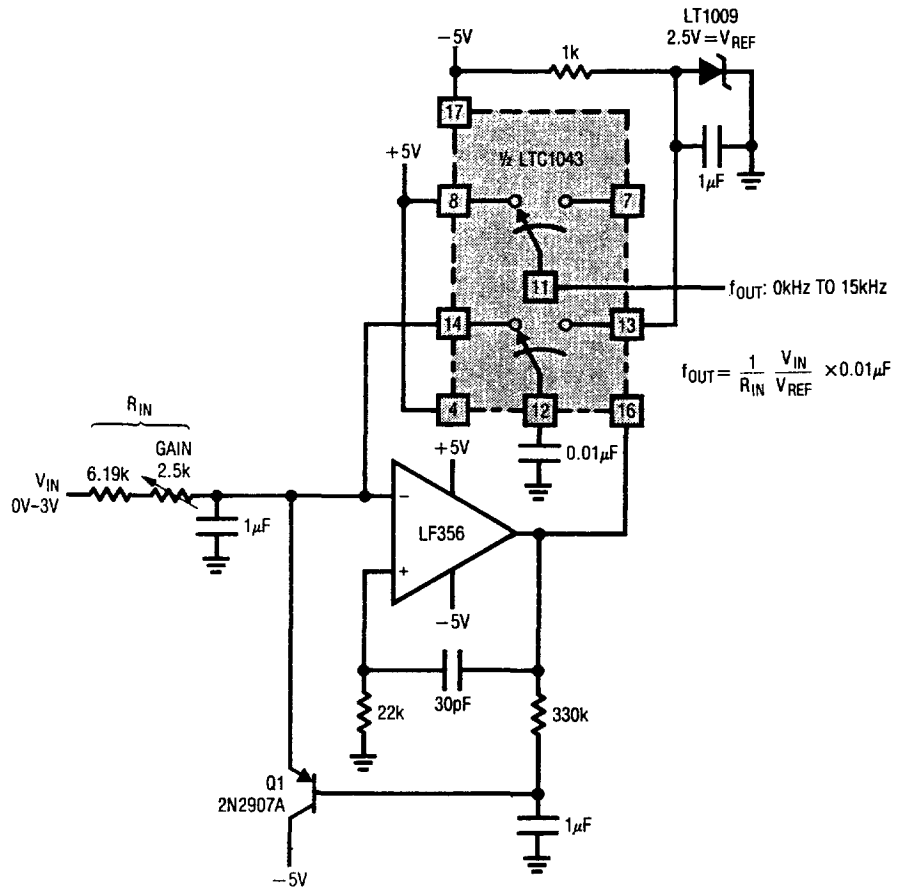 LT1009
2.5V=VREF
−5V
1k
17
+5V
½ LTC1043
1µF
8
7
11
fOUT: 0kHz TO 15kHz
14
13
fOUT = 1/RIN VIN/VREF ×0.01µF
4
12
16
RIN
GAIN
2.5k
6.19k
VIN
0V–3V
+5V
0.01µF
1µF
−
LF356
+
−5V
30pF
22k
330k
Q1
2N2907A
1µF
−5V